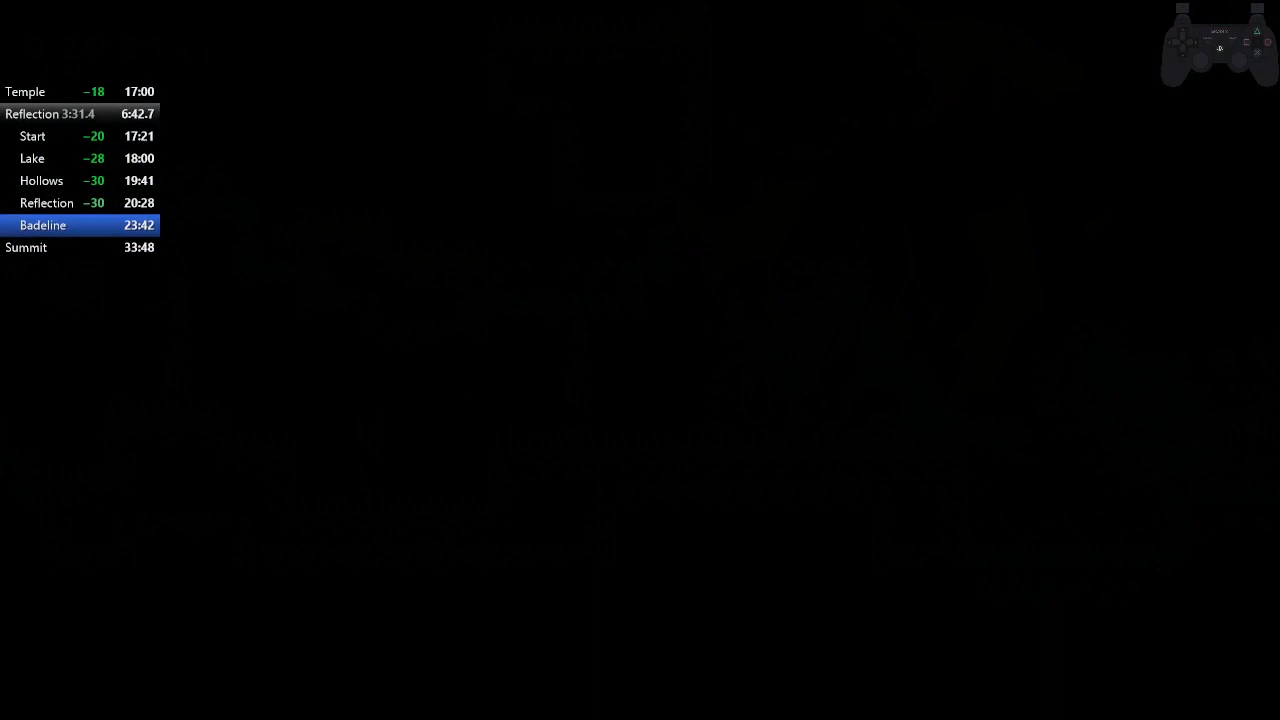 Temple −18 17:00
Reflection 3:31.4 6:42.7
Start −20 17:21
Lake −28 18:00
Hollows −30 19:41
Reflection −30 20:28
Badeline 23:42
Summit 33:48